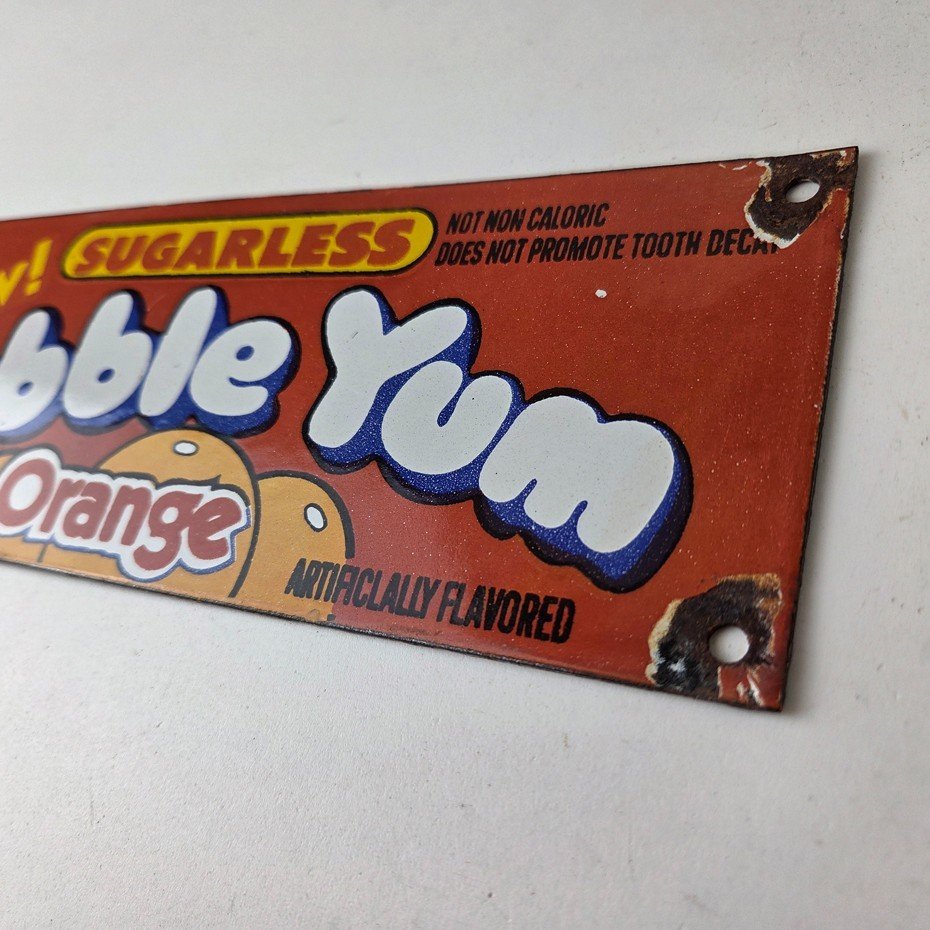 w!
SUGARLESS
NOT NON CALORIC
DOES NOT PROMOTE TOOTH DECAY
bble Yum
Orange
ARTIFICLALLY FLAVORED